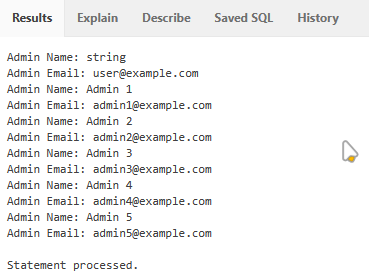 Results Explain Describe Saved SQL History
Admin Name: string
Admin Email: user@example.com
Admin Name: Admin 1
Admin Email: admin1@example.com
Admin Name: Admin 2
Admin Email: admin2@example.com
Admin Name: Admin 3
Admin Email: admin3@example.com
Admin Name: Admin 4
Admin Email: admin4@example.com
Admin Name: Admin 5
Admin Email: admin5@example.com
Statement processed.